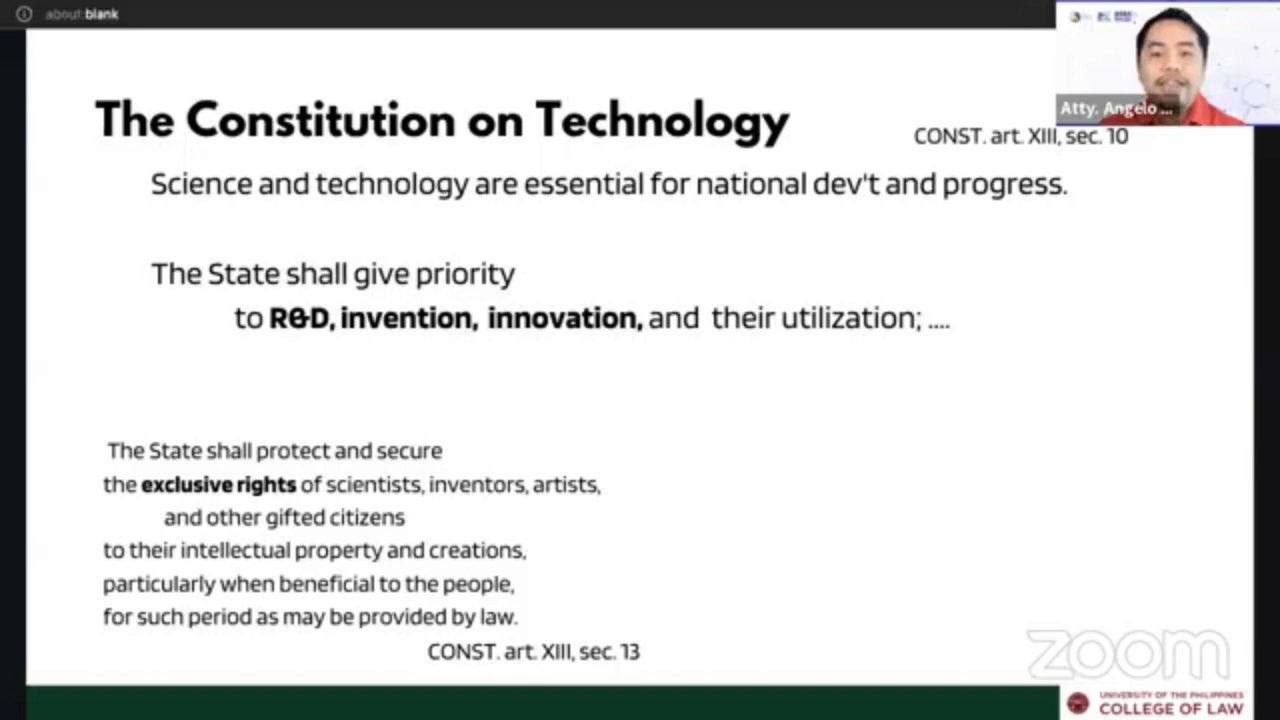 about:blank
Atty. Angelo ...
The Constitution on Technology
CONST. art. XIII, sec. 10
Science and technology are essential for national dev't and progress.
The State shall give priority
to R&D, invention, innovation, and their utilization; ....
The State shall protect and secure
the exclusive rights of scientists, inventors, artists,
and other gifted citizens
to their intellectual property and creations,
particularly when beneficial to the people,
for such period as may be provided by law.
CONST. art. XIII, sec. 13
zoom
UNIVERSITY OF THE PHILIPPINES
COLLEGE OF LAW